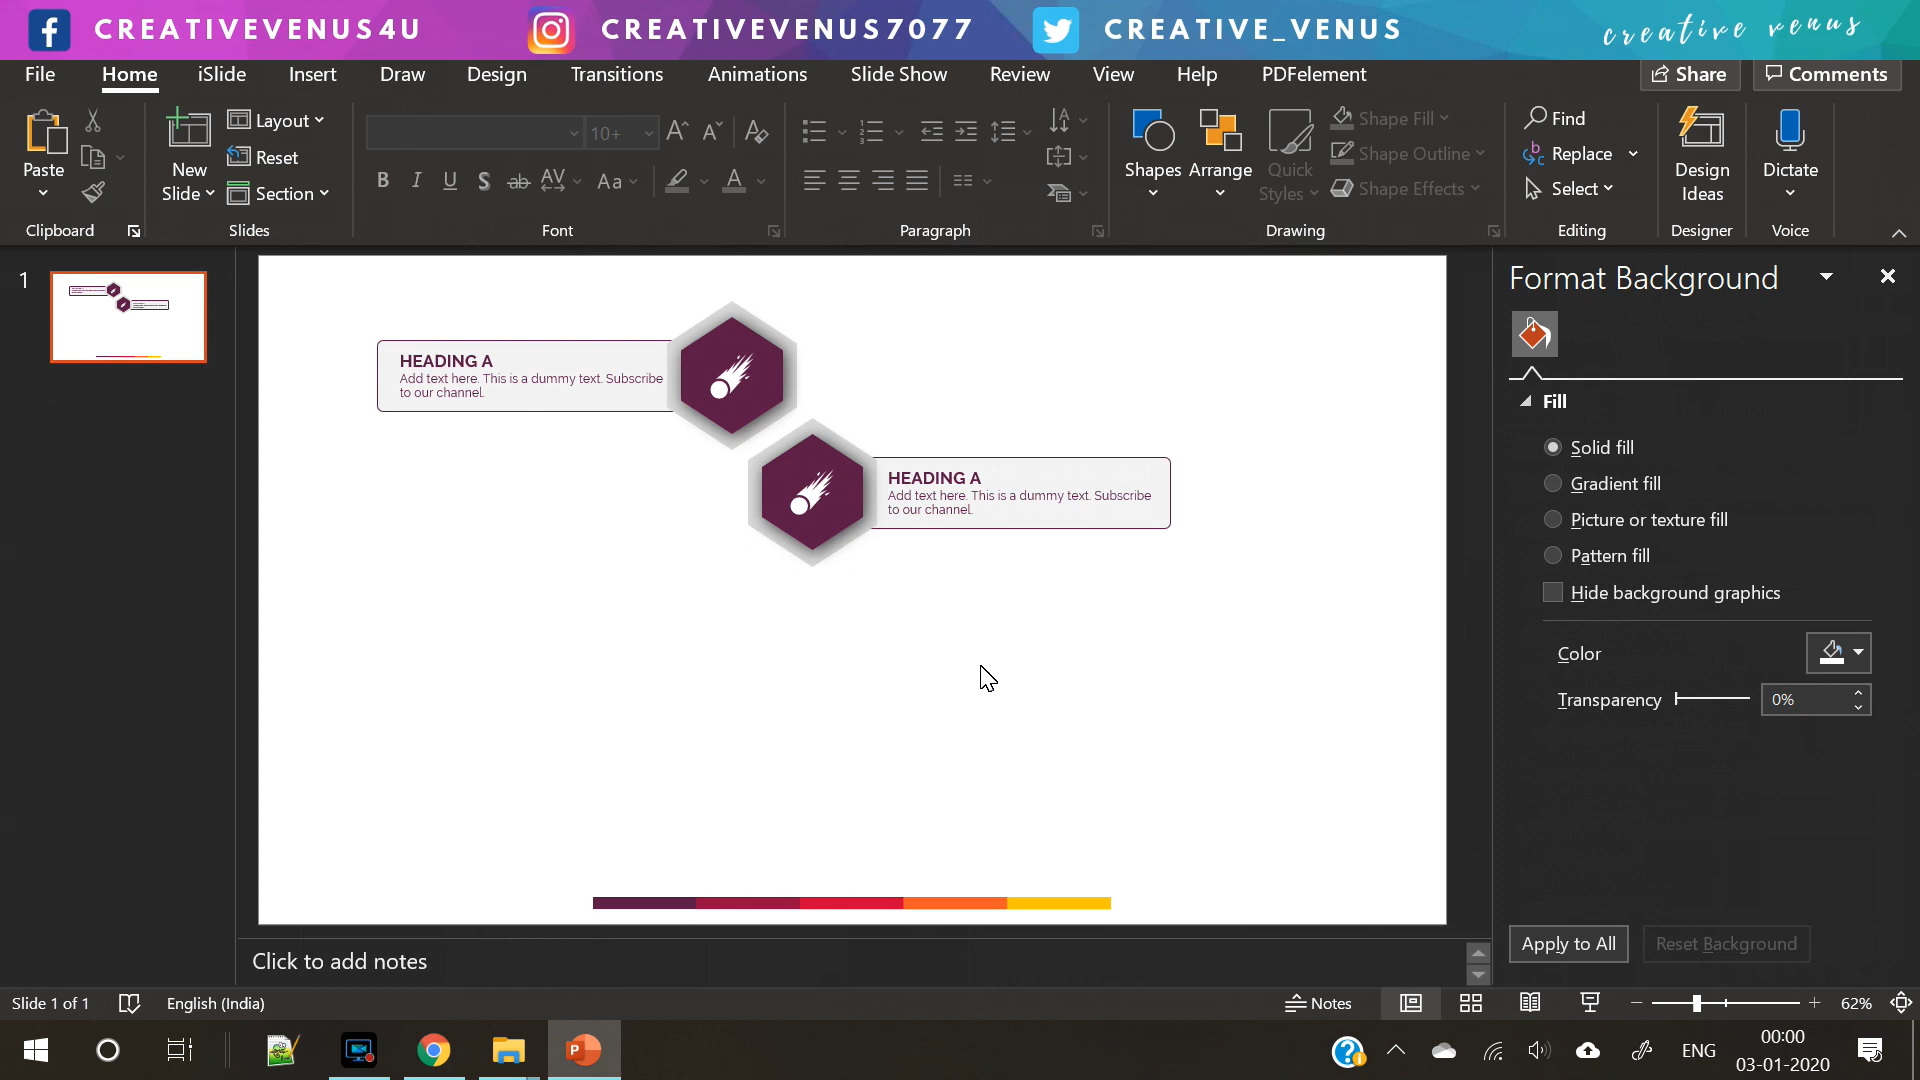 CREATIVEVENUS4U CREATIVEVENUS7077 CREATIVE_VENUS creative venus
File Home iSlide Insert Draw Design Transitions Animations Slide Show Review View Help PDFelement Share Comments
Paste
Clipboard
New
Slide
Layout
Reset
Section
Slides
10+
A A A
B I U S ab AV Aa A
Font
Paragraph
Shapes Arrange Quick
Styles
Shape Fill
Shape Outline
Shape Effects
Drawing
Find
Replace
Select
Editing
Design
Ideas
Designer
Dictate
Voice
1
HEADING A
Add text here. This is a dummy text. Subscribe
to our channel.
HEADING A
Add text here. This is a dummy text. Subscribe
to our channel.
Format Background
Fill
Solid fill
Gradient fill
Picture or texture fill
Pattern fill
Hide background graphics
Color
Transparency 0%
Apply to All Reset Background
Click to add notes
Slide 1 of 1 English (India) Notes 62%
ENG
00:00
03-01-2020